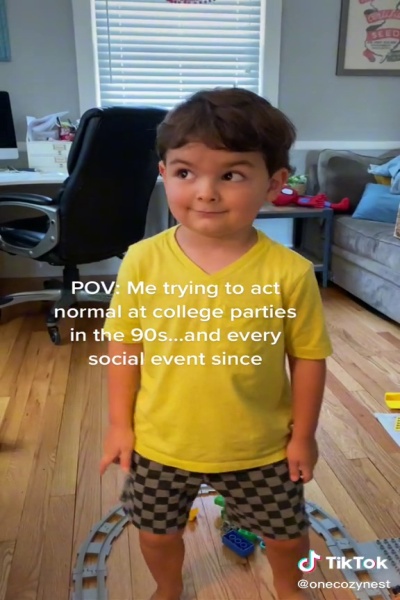 POV: Me trying to act
normal at college parties
in the 90s...and every
social event since
TikTok
@onecozynest